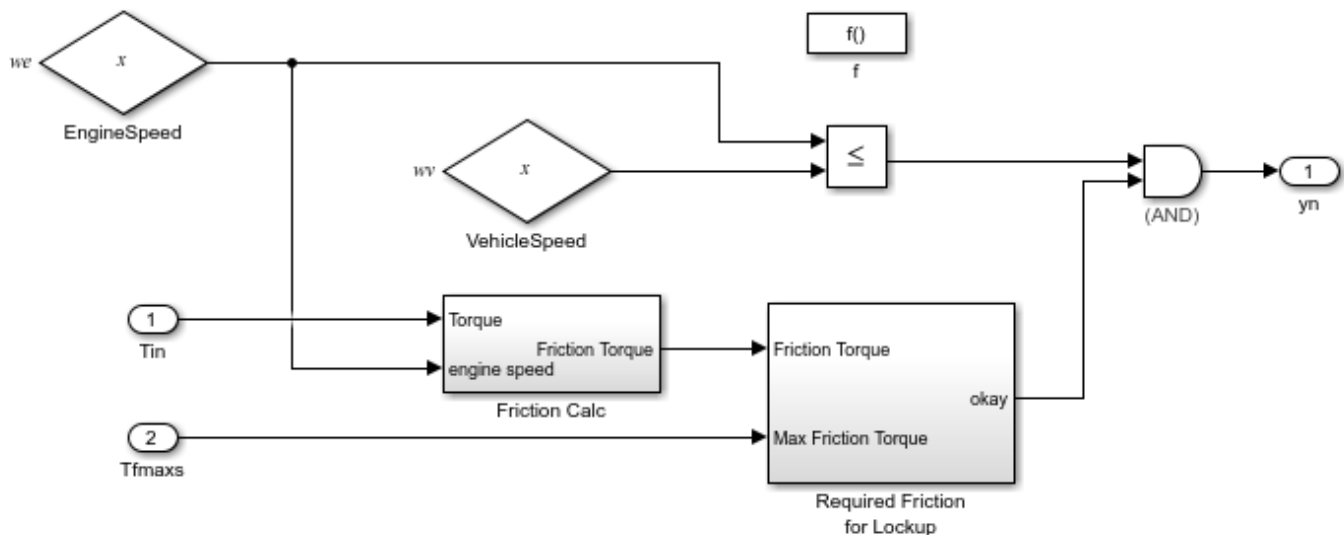 f()
f
we
x
EngineSpeed
wv
x
VehicleSpeed
≤
(AND)
1
yn
1
Tin
Torque
Friction Torque
engine speed
Friction Calc
2
Tfmaxs
Friction Torque
okay
Max Friction Torque
Required Friction
for Lockup